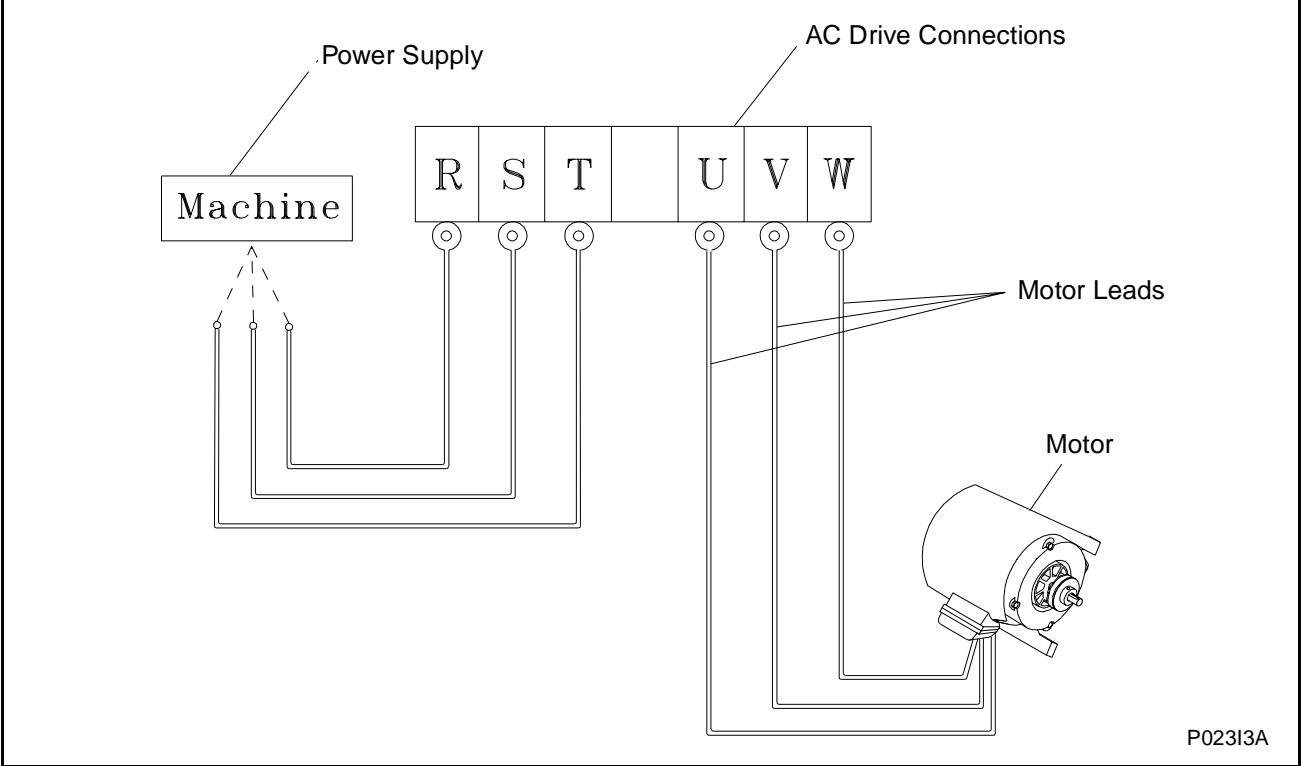 AC Drive Connections
Power Supply
R S T U V W
Machine
Motor Leads
Motor
P023I3A